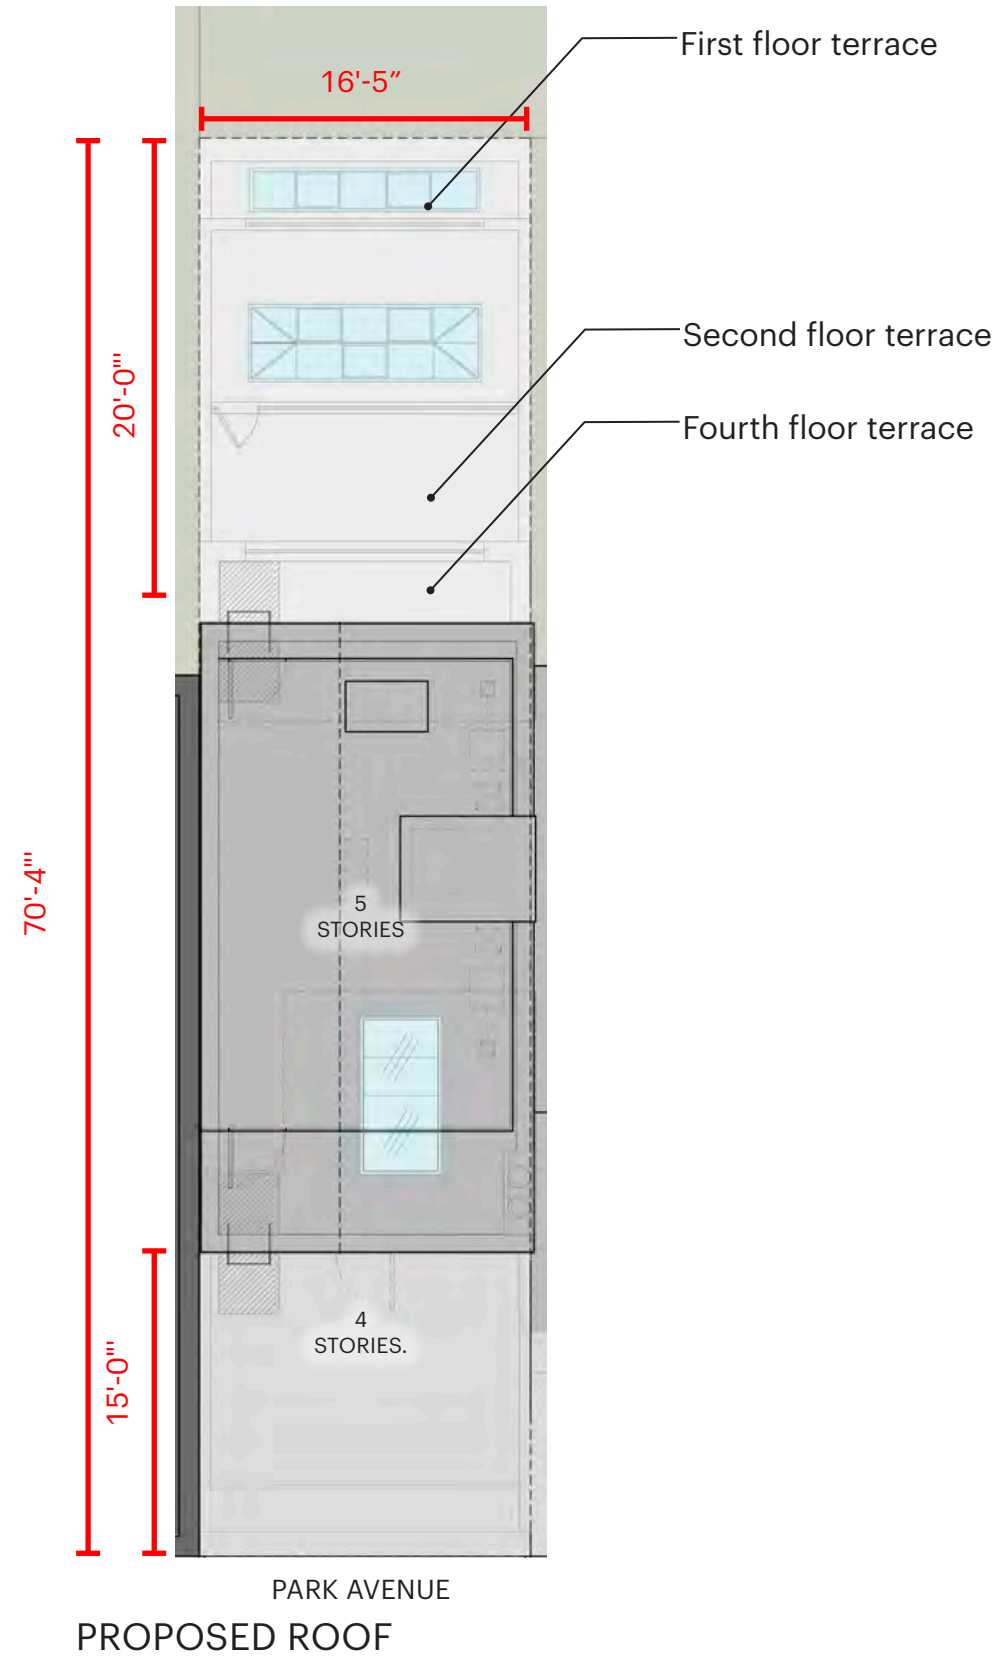 First floor terrace
16'-5″
20'-0"'
Second floor terrace
Fourth floor terrace
70'-4"'
5
STORIES
15'-0"'
4
STORIES.
PARK AVENUE
PROPOSED ROOF